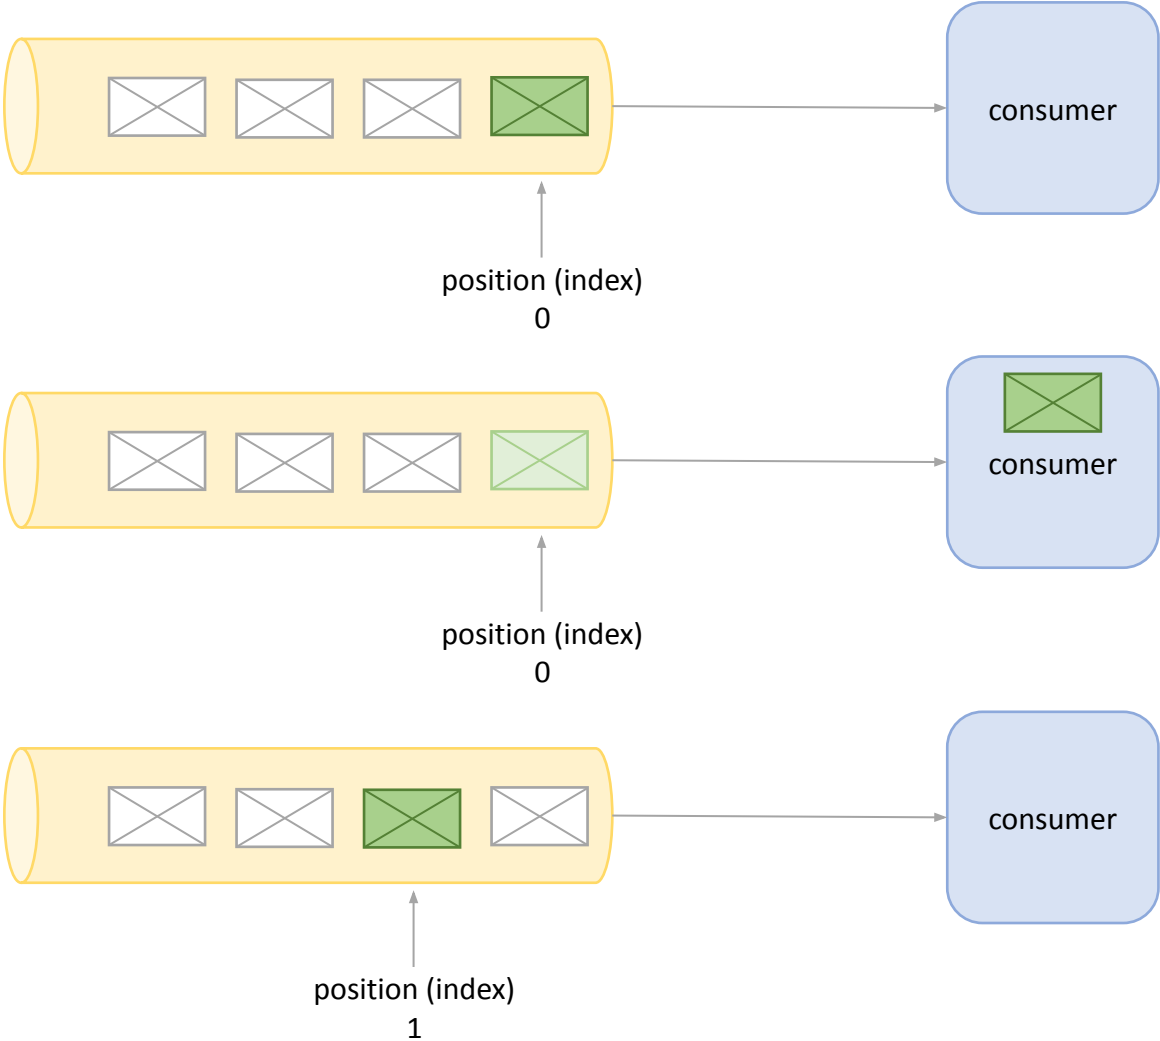 consumer
position (index)
0
consumer
position (index)
0
consumer
position (index)
1